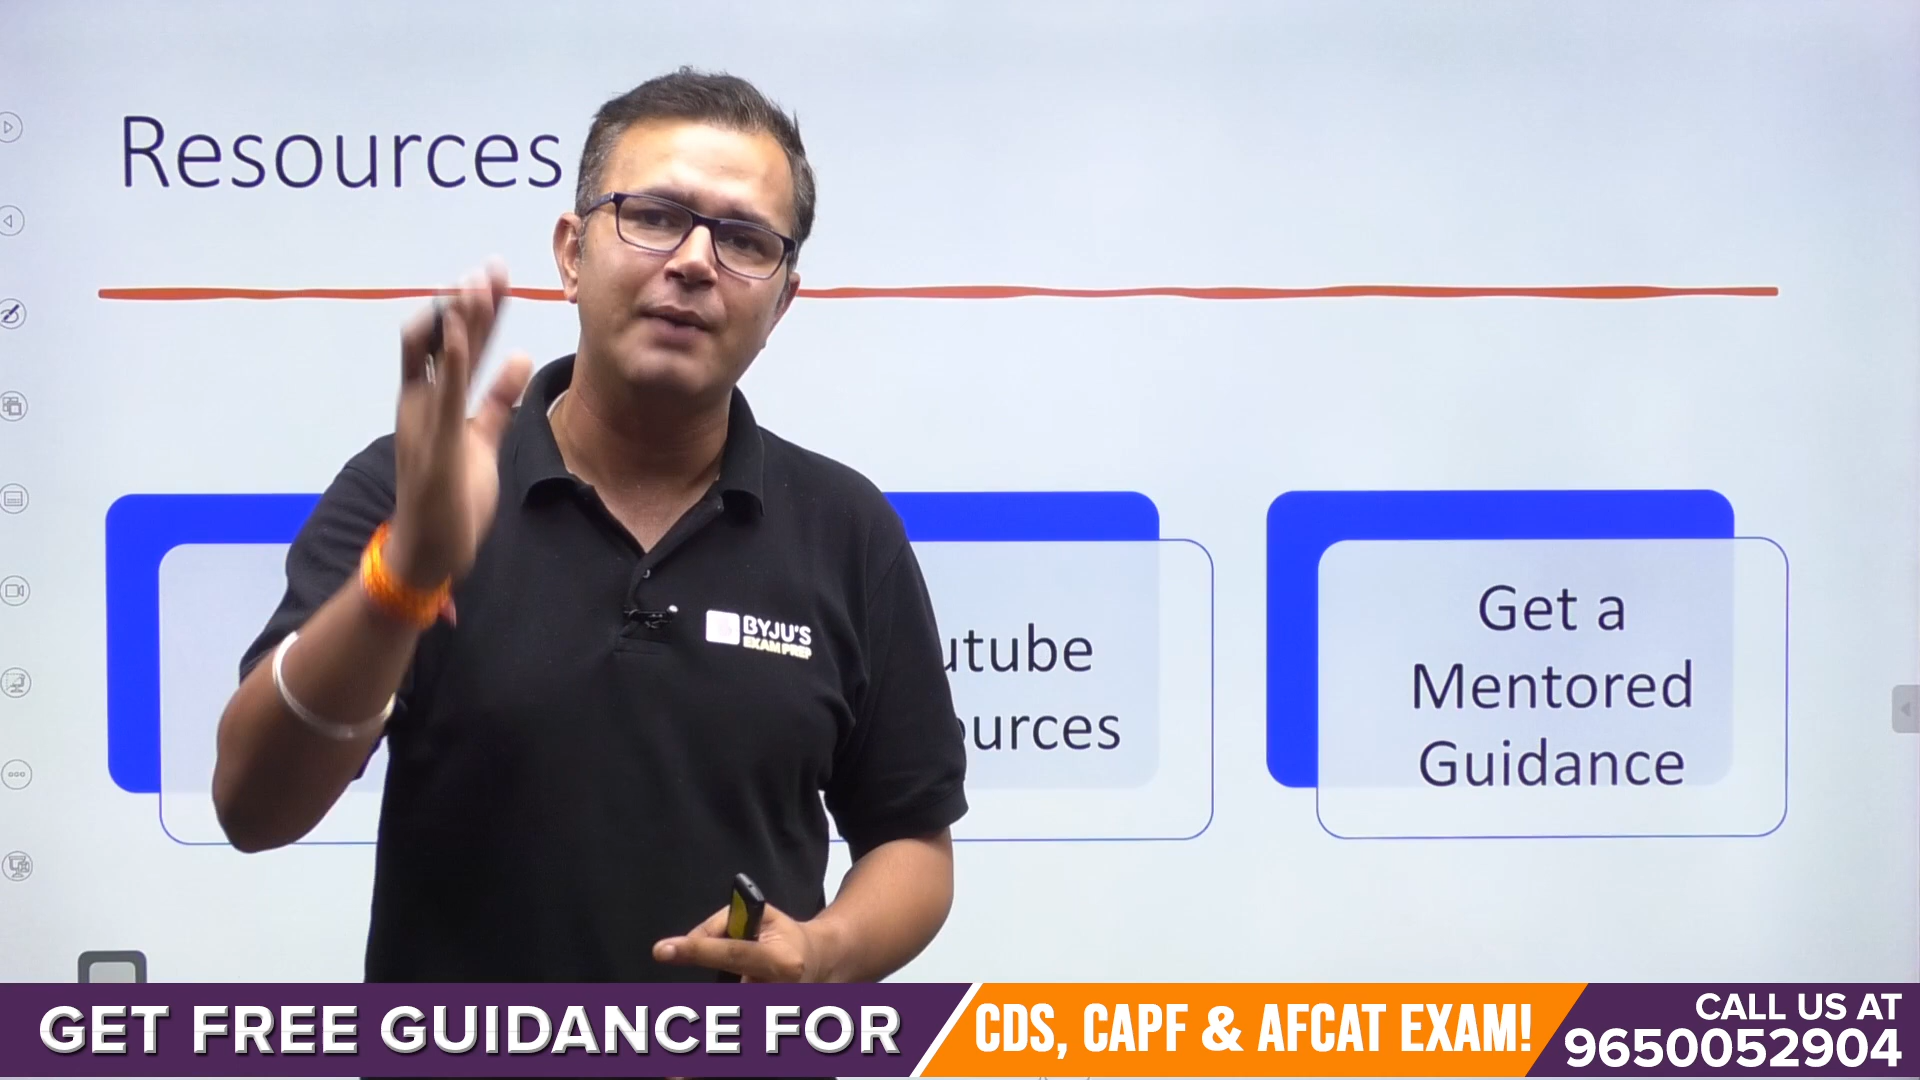 Resources
BYJU'S
EXAM PREP
utube
ources
Get a
Mentored
Guidance
GET FREE GUIDANCE FOR
CDS, CAPF & AFCAT EXAM!
CALL US AT
9650052904